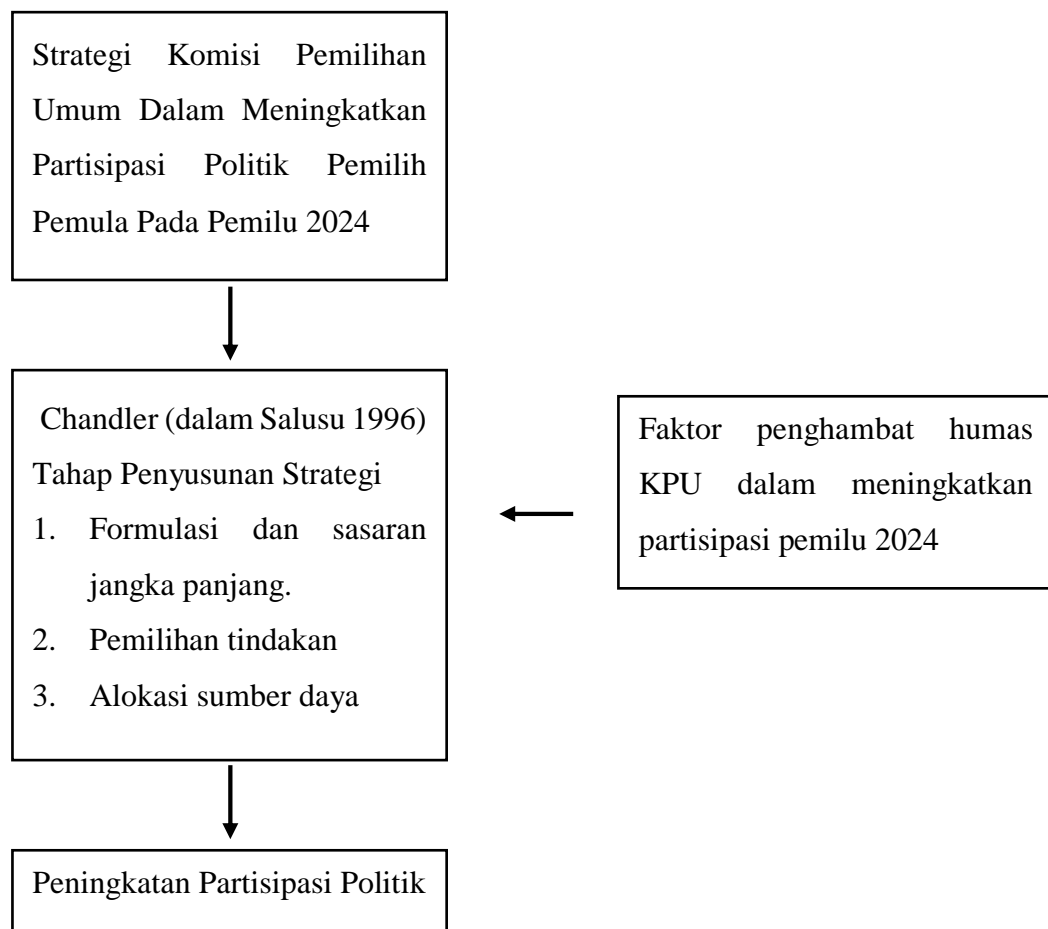 Strategi Komisi Pemilihan
Umum Dalam Meningkatkan
Partisipasi Politik Pemilih
Pemula Pada Pemilu 2024
Chandler (dalam Salusu 1996)
Tahap Penyusunan Strategi
1. Formulasi dan sasaran
jangka panjang.
2. Pemilihan tindakan
3. Alokasi sumber daya
Faktor penghambat humas
KPU dalam meningkatkan
partisipasi pemilu 2024
Peningkatan Partisipasi Politik